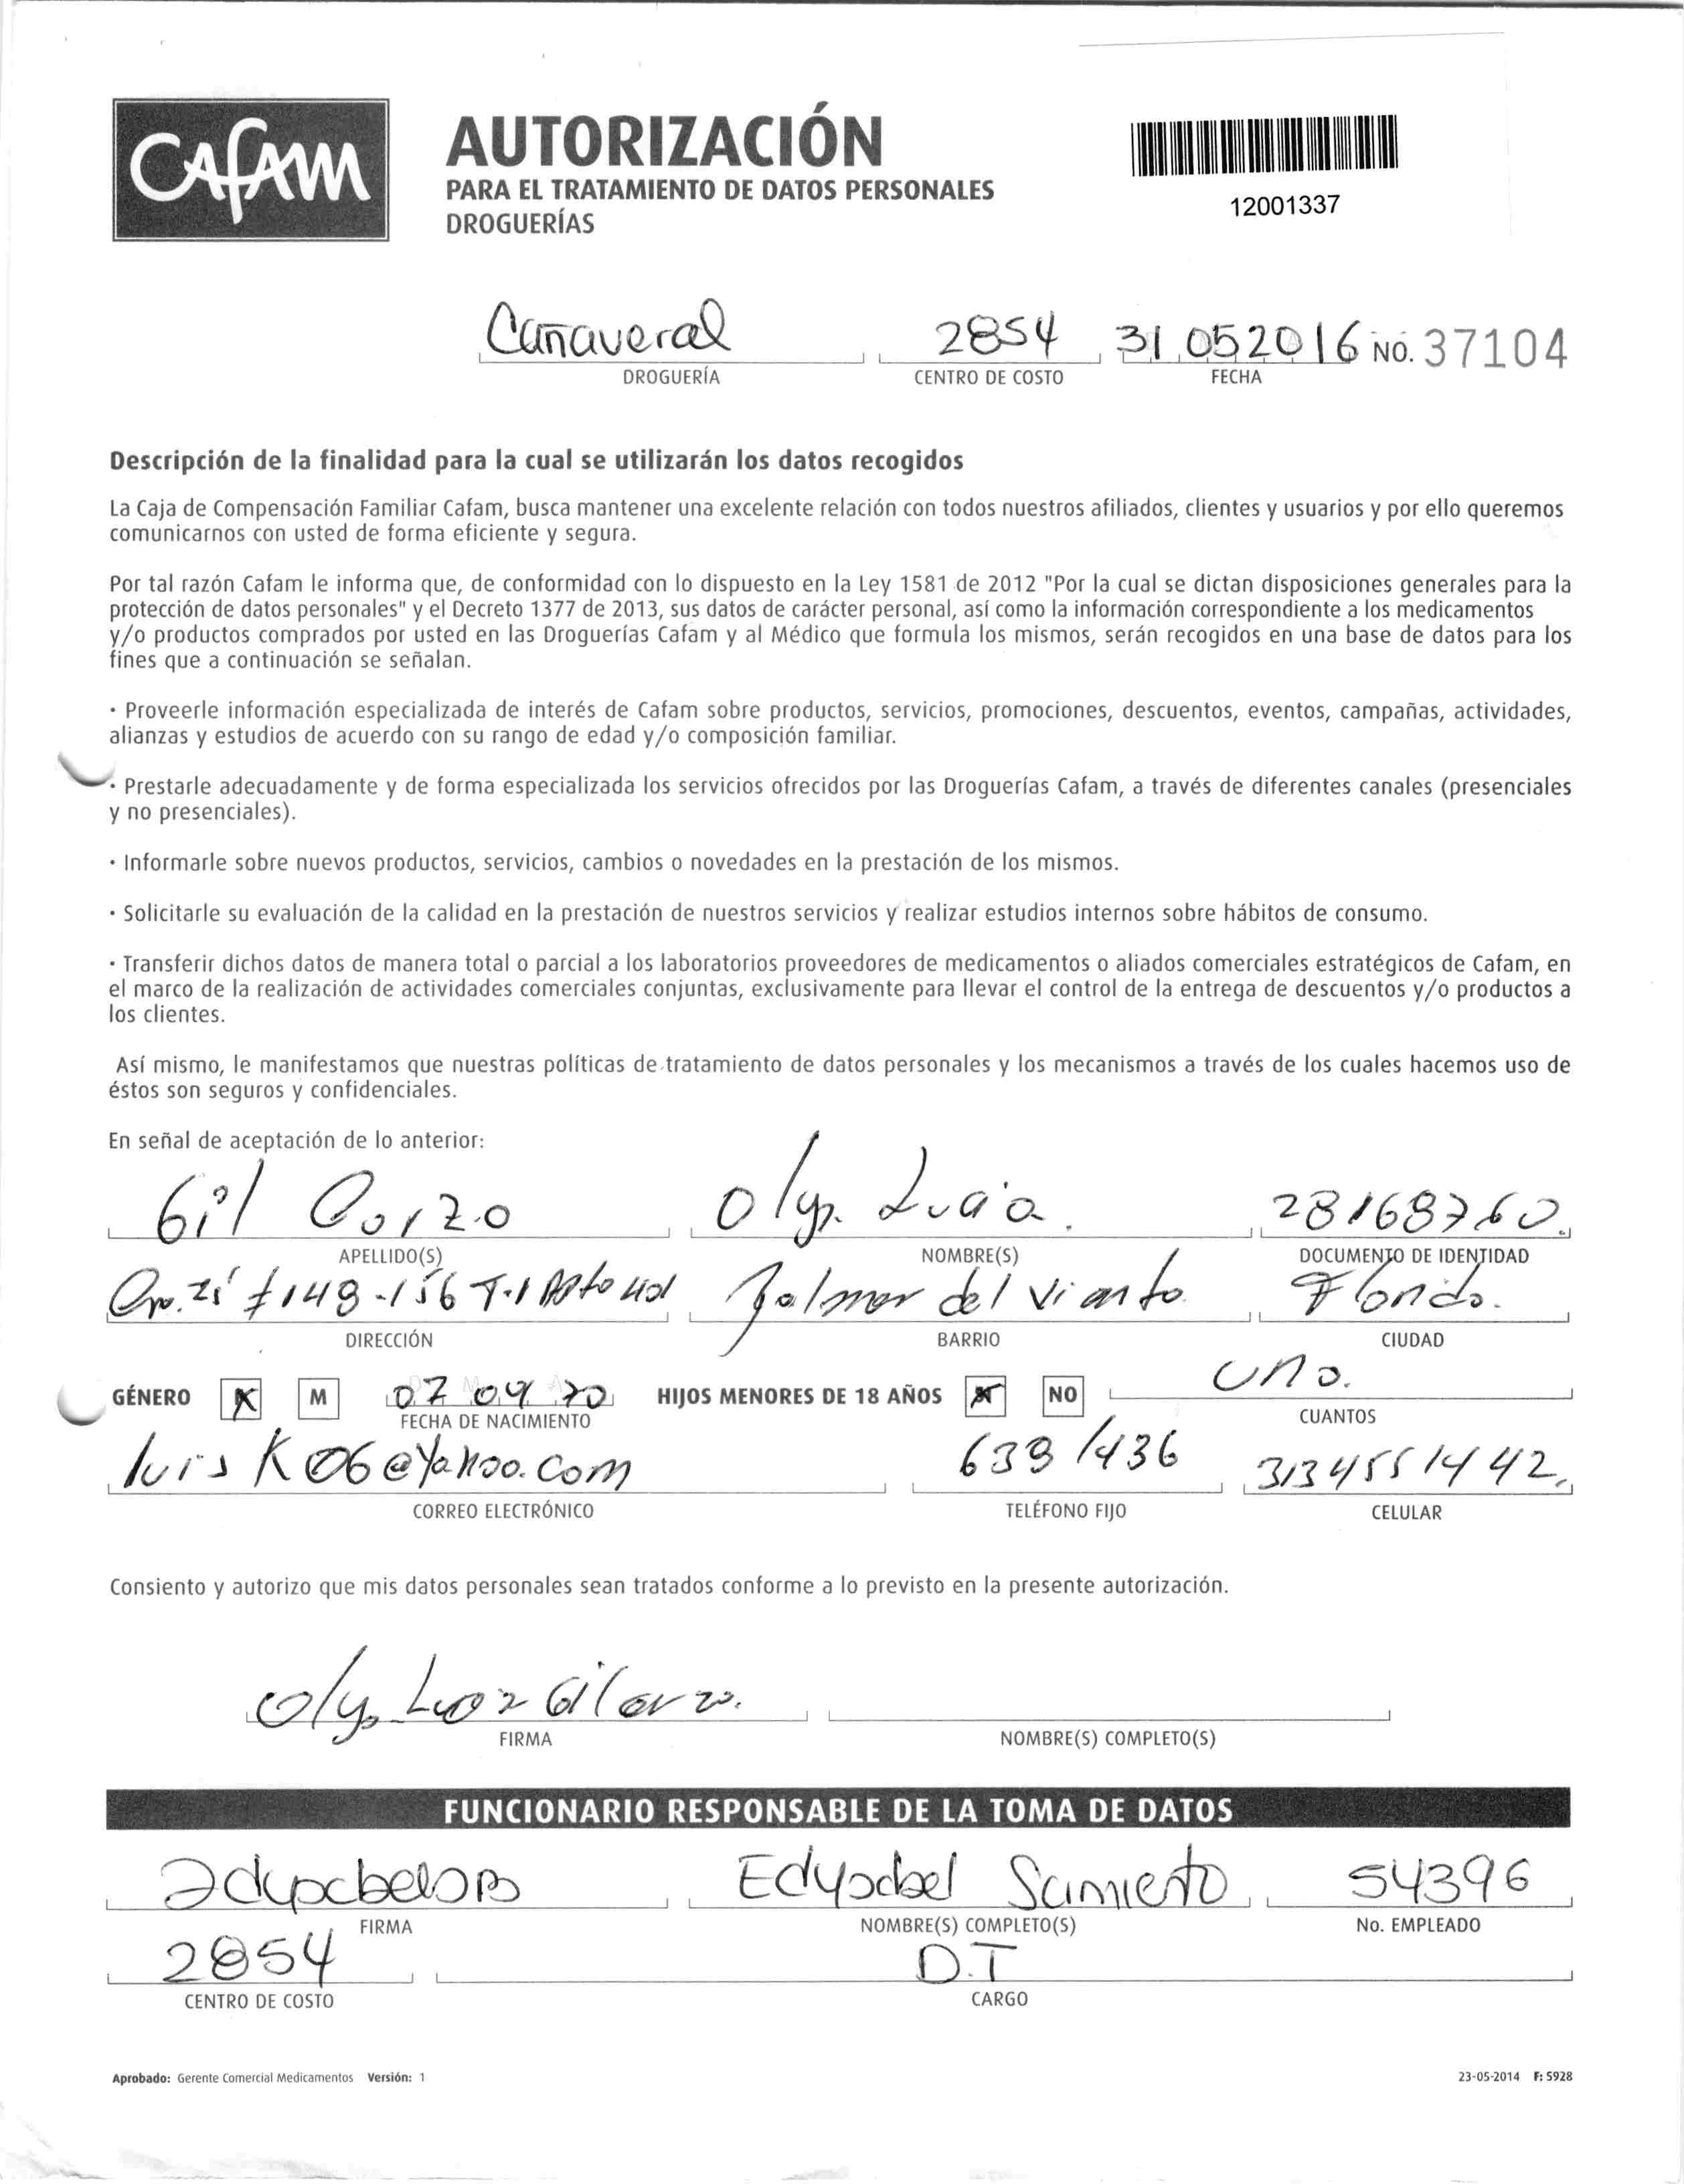 CAFAM
AUTORIZACIÓN
PARA EL TRATAMIENTO DE DATOS PERSONALES
DROGUERÍAS
12001337
Cañaveral 2854 31 05 2016 NO. 37104
DROGUERÍA CENTRO DE COSTO FECHA
Descripción de la finalidad para la cual se utilizarán los datos recogidos
La Caja de Compensación Familiar Cafam, busca mantener una excelente relación con todos nuestros afiliados, clientes y usuarios y por ello queremos
comunicarnos con usted de forma eficiente y segura.
Por tal razón Cafam le informa que, de conformidad con lo dispuesto en la Ley 1581 de 2012 "Por la cual se dictan disposiciones generales para la
protección de datos personales" y el Decreto 1377 de 2013, sus datos de carácter personal, así como la información correspondiente a los medicamentos
y/o productos comprados por usted en las Droguerías Cafam y al Médico que formula los mismos, serán recogidos en una base de datos para los
fines que a continuación se señalan.
· Proveerle información especializada de interés de Cafam sobre productos, servicios, promociones, descuentos, eventos, campañas, actividades,
alianzas y estudios de acuerdo con su rango de edad y/o composición familiar.
· Prestarle adecuadamente y de forma especializada los servicios ofrecidos por las Droguerías Cafam, a través de diferentes canales (presenciales
y no presenciales).
· Informarle sobre nuevos productos, servicios, cambios o novedades en la prestación de los mismos.
· Solicitarle su evaluación de la calidad en la prestación de nuestros servicios y realizar estudios internos sobre hábitos de consumo.
· Transferir dichos datos de manera total o parcial a los laboratorios proveedores de medicamentos o aliados comerciales estratégicos de Cafam, en
el marco de la realización de actividades comerciales conjuntas, exclusivamente para llevar el control de la entrega de descuentos y/o productos a
los clientes.
Así mismo, le manifestamos que nuestras políticas de tratamiento de datos personales y los mecanismos a través de los cuales hacemos uso de
éstos son seguros y confidenciales.
En señal de aceptación de lo anterior:
Gil Corzo Olga Lucia. 28168760.
APELLIDO(S) NOMBRE(S) DOCUMENTO DE IDENTIDAD
#148-156 T-1 Apto 401 Palmar del Viento Florida.
DIRECCIÓN BARRIO CIUDAD
GÉNERO M 07 09 70 HIJOS MENORES DE 18 AÑOS NO uno.
FECHA DE NACIMIENTO CUANTOS
luisK06@Yahoo.com 6391436 3134551442.
CORREO ELECTRÓNICO TELÉFONO FIJO CELULAR
Consiento y autorizo que mis datos personales sean tratados conforme a lo previsto en la presente autorización.
FIRMA NOMBRE(S) COMPLETO(S)
FUNCIONARIO RESPONSABLE DE LA TOMA DE DATOS
Edysabel Sarmiento 54396
FIRMA NOMBRE(S) COMPLETO(S) No. EMPLEADO
2854 D.T
CENTRO DE COSTO CARGO
Aprobado: Gerente Comercial Medicamentos Versión: 1 23-05-2014 F: 5928